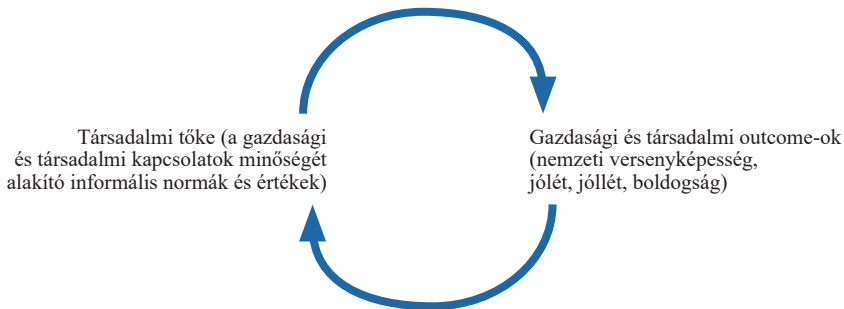 Társadalmi tőke (a gazdasági
és társadalmi kapcsolatok minőségét
alakító informális normák és értékek)
Gazdasági és társadalmi outcome-ok
(nemzeti versenyképesség,
jólét, jóllét, boldogság)